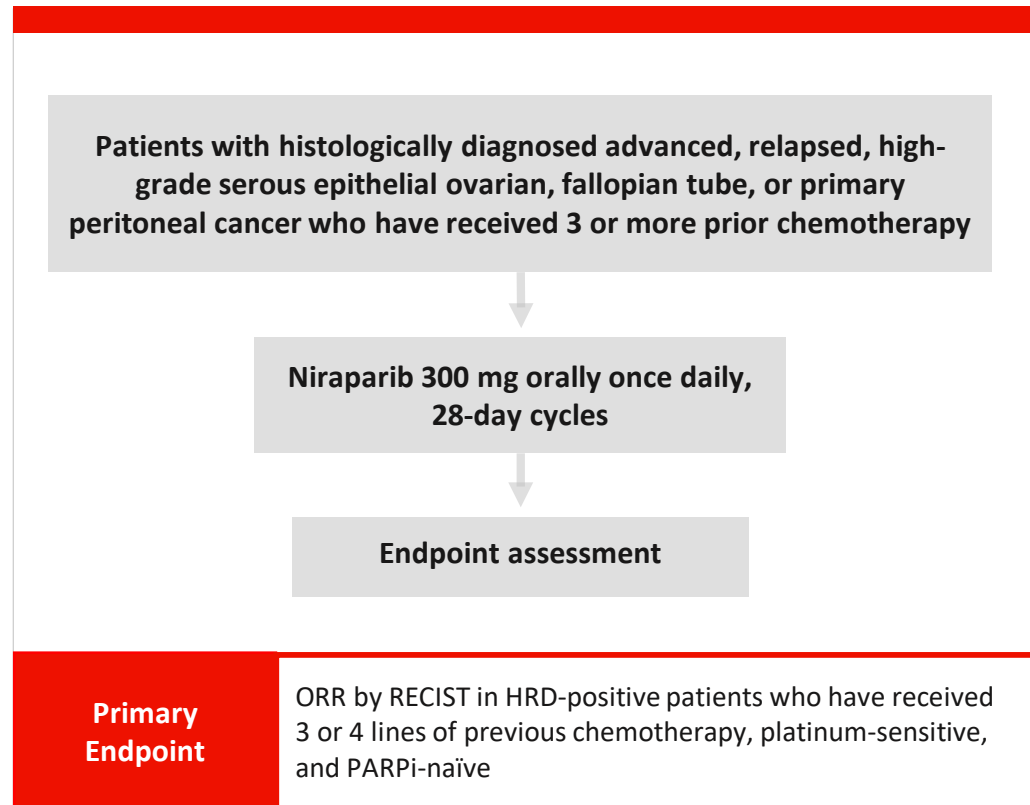 Patients with histologically diagnosed advanced, relapsed, high-
grade serous epithelial ovarian, fallopian tube, or primary
peritoneal cancer who have received 3 or more prior chemotherapy
Niraparib 300 mg orally once daily,
28-day cycles
Endpoint assessment
Primary
Endpoint
ORR by RECIST in HRD-positive patients who have received
3 or 4 lines of previous chemotherapy, platinum-sensitive,
and PARPi-naïve